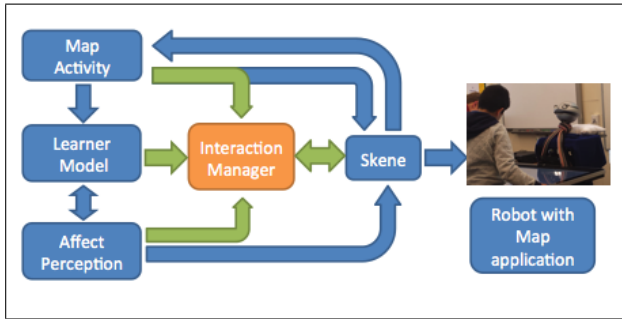 Map
Activity
Learner
Model
Interaction
Manager
Skene
Affect
Perception
Robot with
Map
application